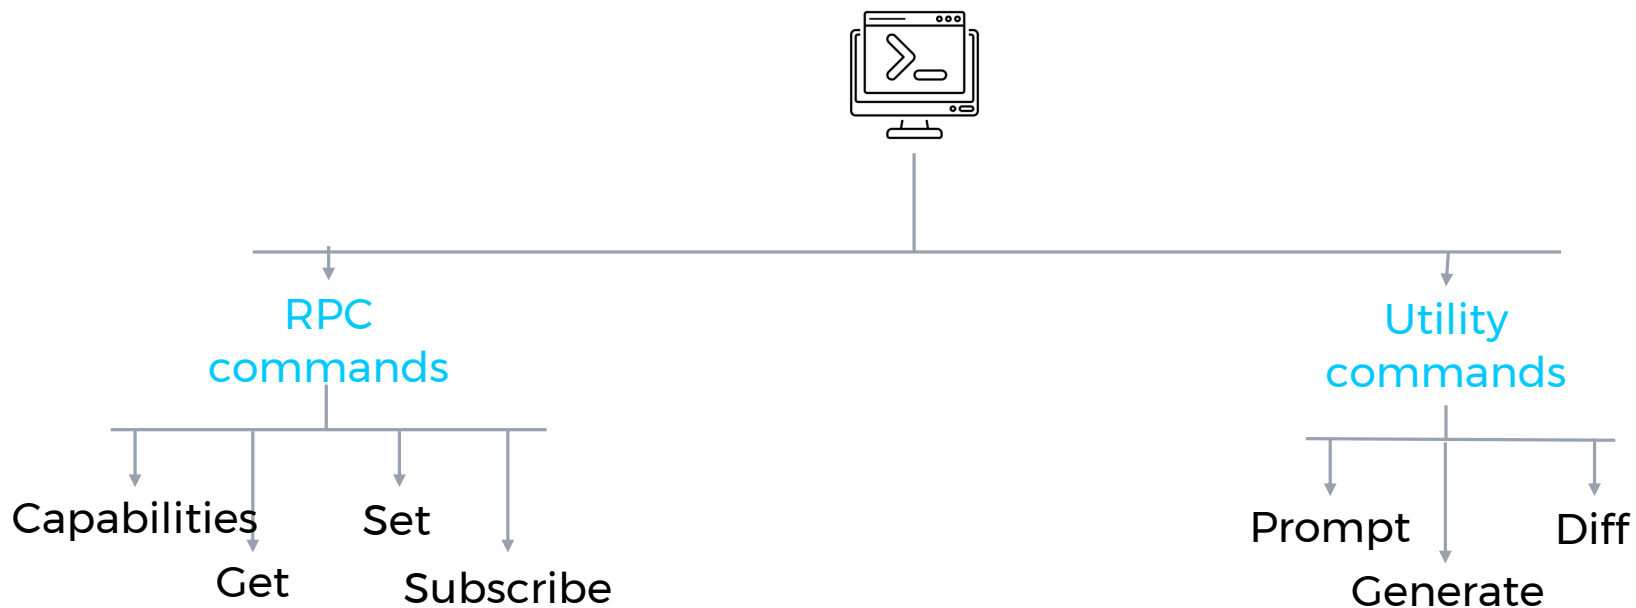 RPC
commands
Utility
commands
Capabilities
Get
Set
Subscribe
Prompt
Generate
Diff